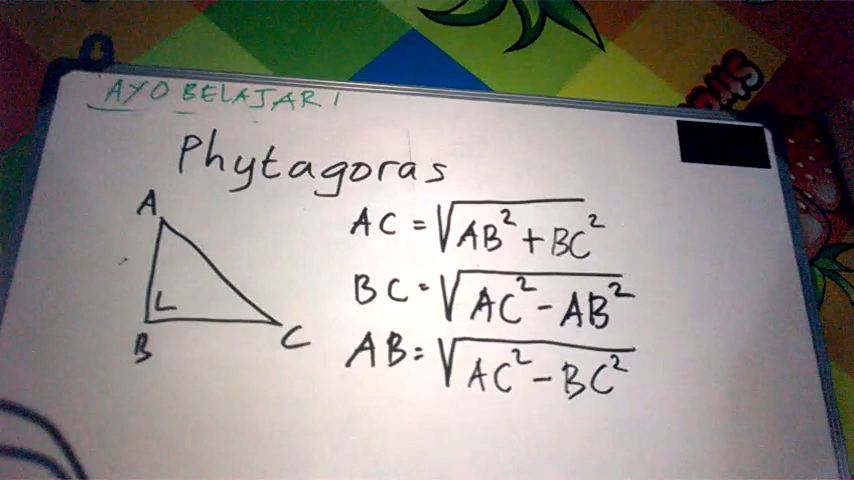 AYO BELAJAR!
Phytagoras
A
B
C
AC = √AB² + BC²
BC = √AC² - AB²
AB = √AC² - BC²